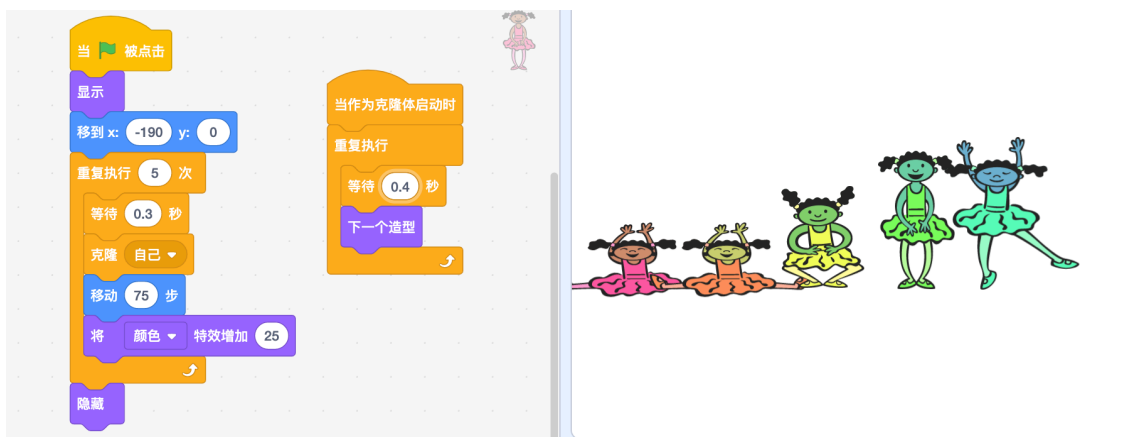 当 被点击
显示
移到 x: -190 y: 0
重复执行 5 次
等待 0.3 秒
克隆 自己
移动 75 步
将 颜色 特效增加 25
隐藏
当作为克隆体启动时
重复执行
等待 0.4 秒
下一个造型